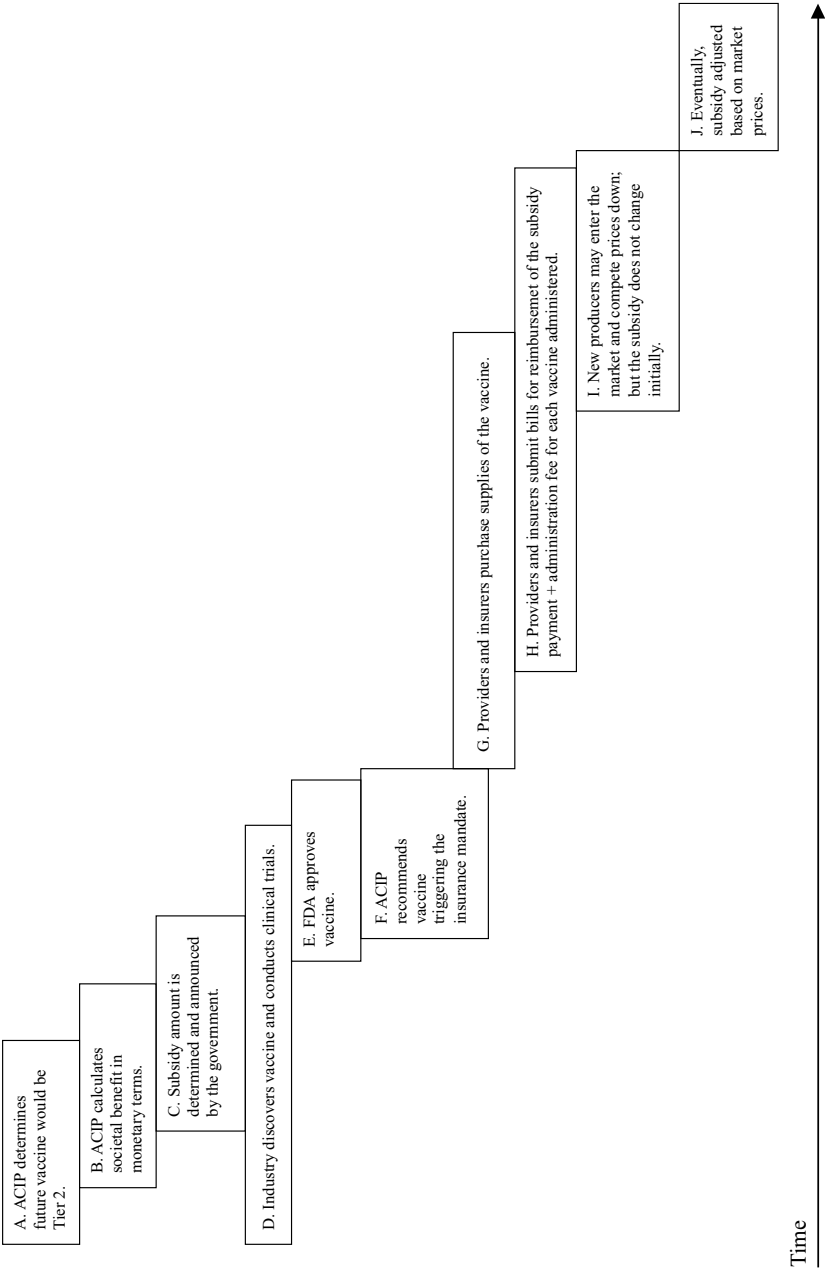 A. ACIP determines
future vaccine would be
Tier 2.
B. ACIP calculates
societal benefit in
monetary terms.
C. Subsidy amount is
determined and announced
by the government.
D. Industry discovers vaccine and conducts clinical trials.
E. FDA approves
vaccine.
F. ACIP
recommends
vaccine
triggering the
insurance mandate.
G. Providers and insurers purchase supplies of the vaccine.
H. Providers and insurers submit bills for reimbursemet of the subsidy
payment + administration fee for each vaccine administered.
I. New producers may enter the
market and compete prices down;
but the subsidy does not change
initially.
J. Eventually,
subsidy adjusted
based on market
prices.
Time